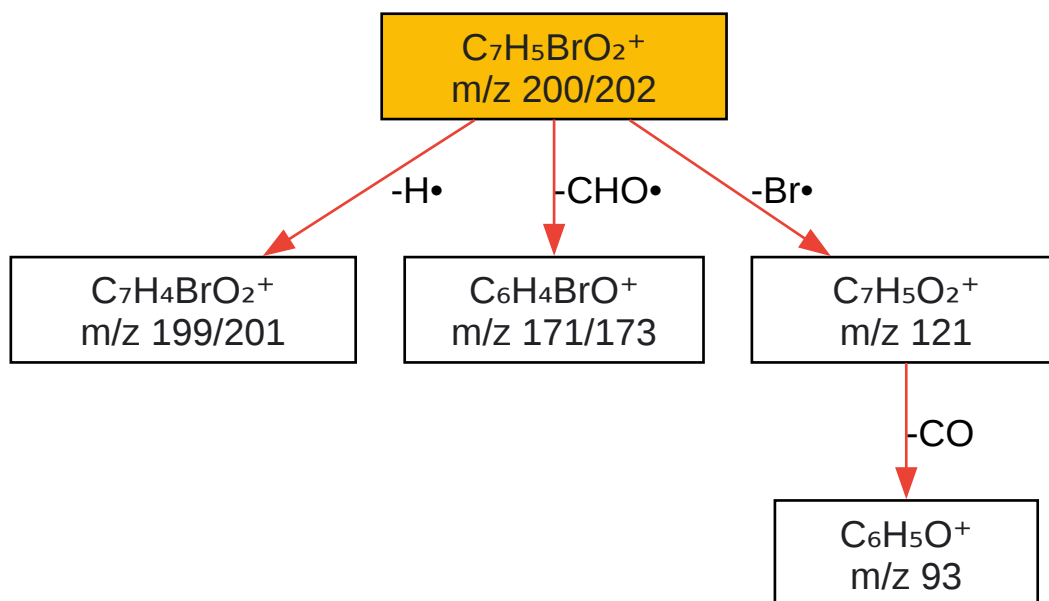 C₇H₅BrO₂⁺
m/z 200/202
-H•
-CHO•
-Br•
C₇H₄BrO₂⁺
m/z 199/201
C₆H₄BrO⁺
m/z 171/173
C₇H₅O₂⁺
m/z 121
-CO
C₆H₅O⁺
m/z 93